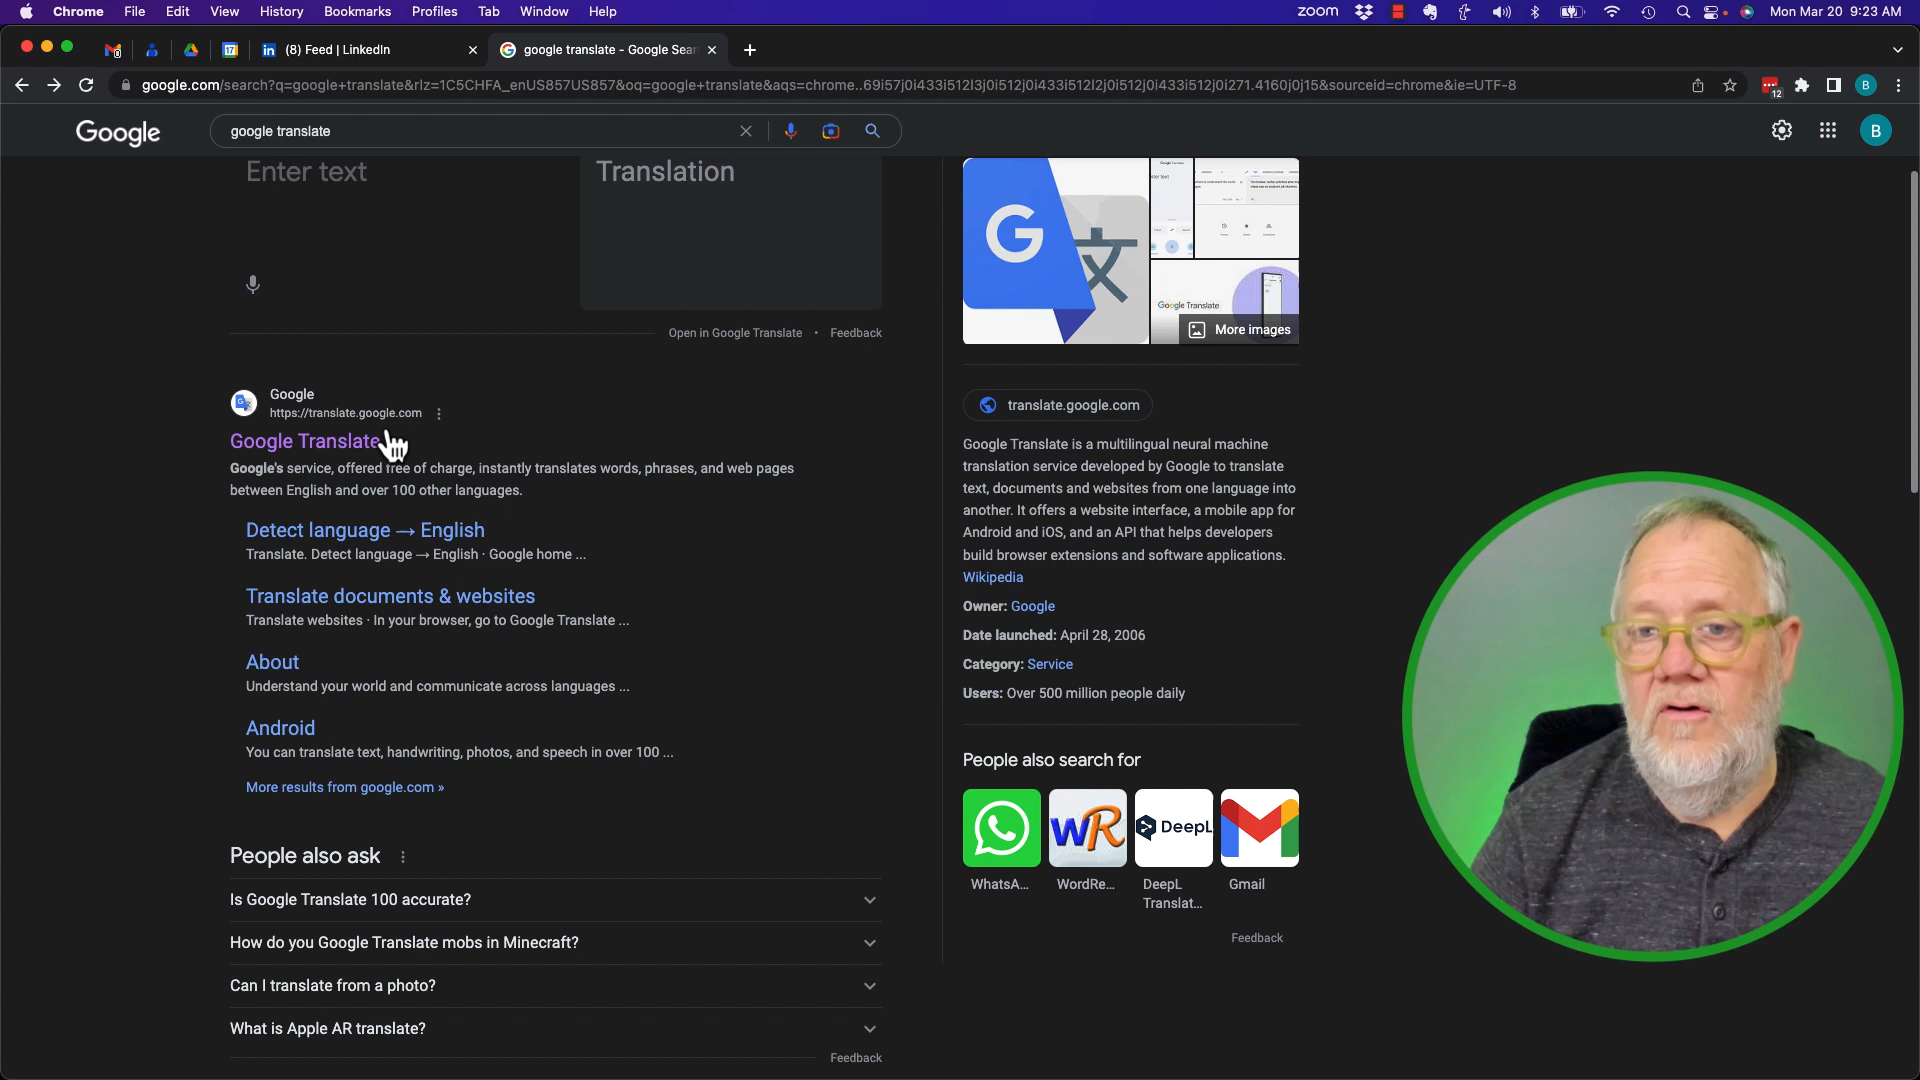 Chrome File Edit View History Bookmarks Profiles Tab Window Help
zoom Mon Mar 20 9:23 AM
(8) Feed | LinkedIn
google translate - Google Sear
google.com/search?q=google+translate&rlz=1C5CHFA_enUS857US857&oq=google+translate&aqs=chrome..69i57j0i433i512l3j0i512j0i433i512l2j0i512j0i433i512j0i271.4160j0j15&sourceid=chrome&ie=UTF-8
12
B
Google
google translate
B
Enter text
Translation
Open in Google Translate • Feedback
Google
https://translate.google.com
Google Translate
Google's service, offered free of charge, instantly translates words, phrases, and web pages
between English and over 100 other languages.
Detect language → English
Translate. Detect language → English · Google home ...
Translate documents & websites
Translate websites · In your browser, go to Google Translate ...
About
Understand your world and communicate across languages ...
Android
You can translate text, handwriting, photos, and speech in over 100 ...
More results from google.com »
People also ask
Is Google Translate 100 accurate?
How do you Google Translate mobs in Minecraft?
Can I translate from a photo?
What is Apple AR translate?
Feedback
G 文
Google Translate
More images
translate.google.com
Google Translate is a multilingual neural machine
translation service developed by Google to translate
text, documents and websites from one language into
another. It offers a website interface, a mobile app for
Android and iOS, and an API that helps developers
build browser extensions and software applications.
Wikipedia
Owner: Google
Date launched: April 28, 2006
Category: Service
Users: Over 500 million people daily
People also search for
WR
DeepL
WhatsA...
WordRe...
DeepL
Translat...
Gmail
Feedback